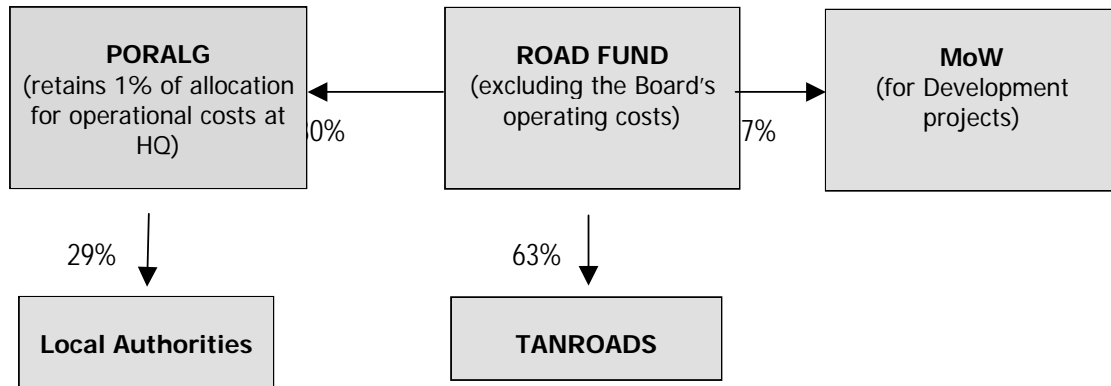 PORALG
(retains 1% of allocation
for operational costs at
HQ)
ROAD FUND
(excluding the Board's
operating costs)
MoW
(for Development
projects)
30%
7%
29%
63%
Local Authorities
TANROADS